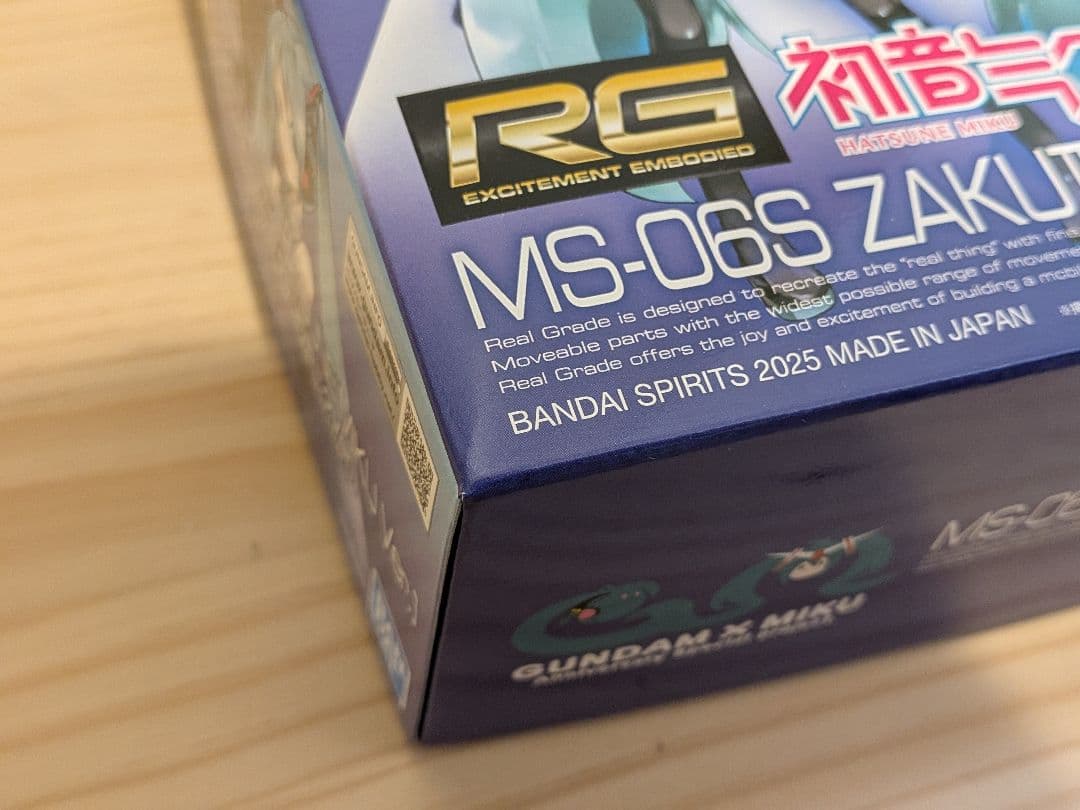 RG
EXCITEMENT EMBODIED
初音ミク
HATSUNE MIKU
MS-06S ZAKU
Real Grade is designed to recreate the "real thing" with fine
Moveable parts with the widest possible range of
Real Grade offers the joy and excitement of building a
BANDAI SPIRITS 2025 MADE IN JAPAN
GUNDAM X MIKU